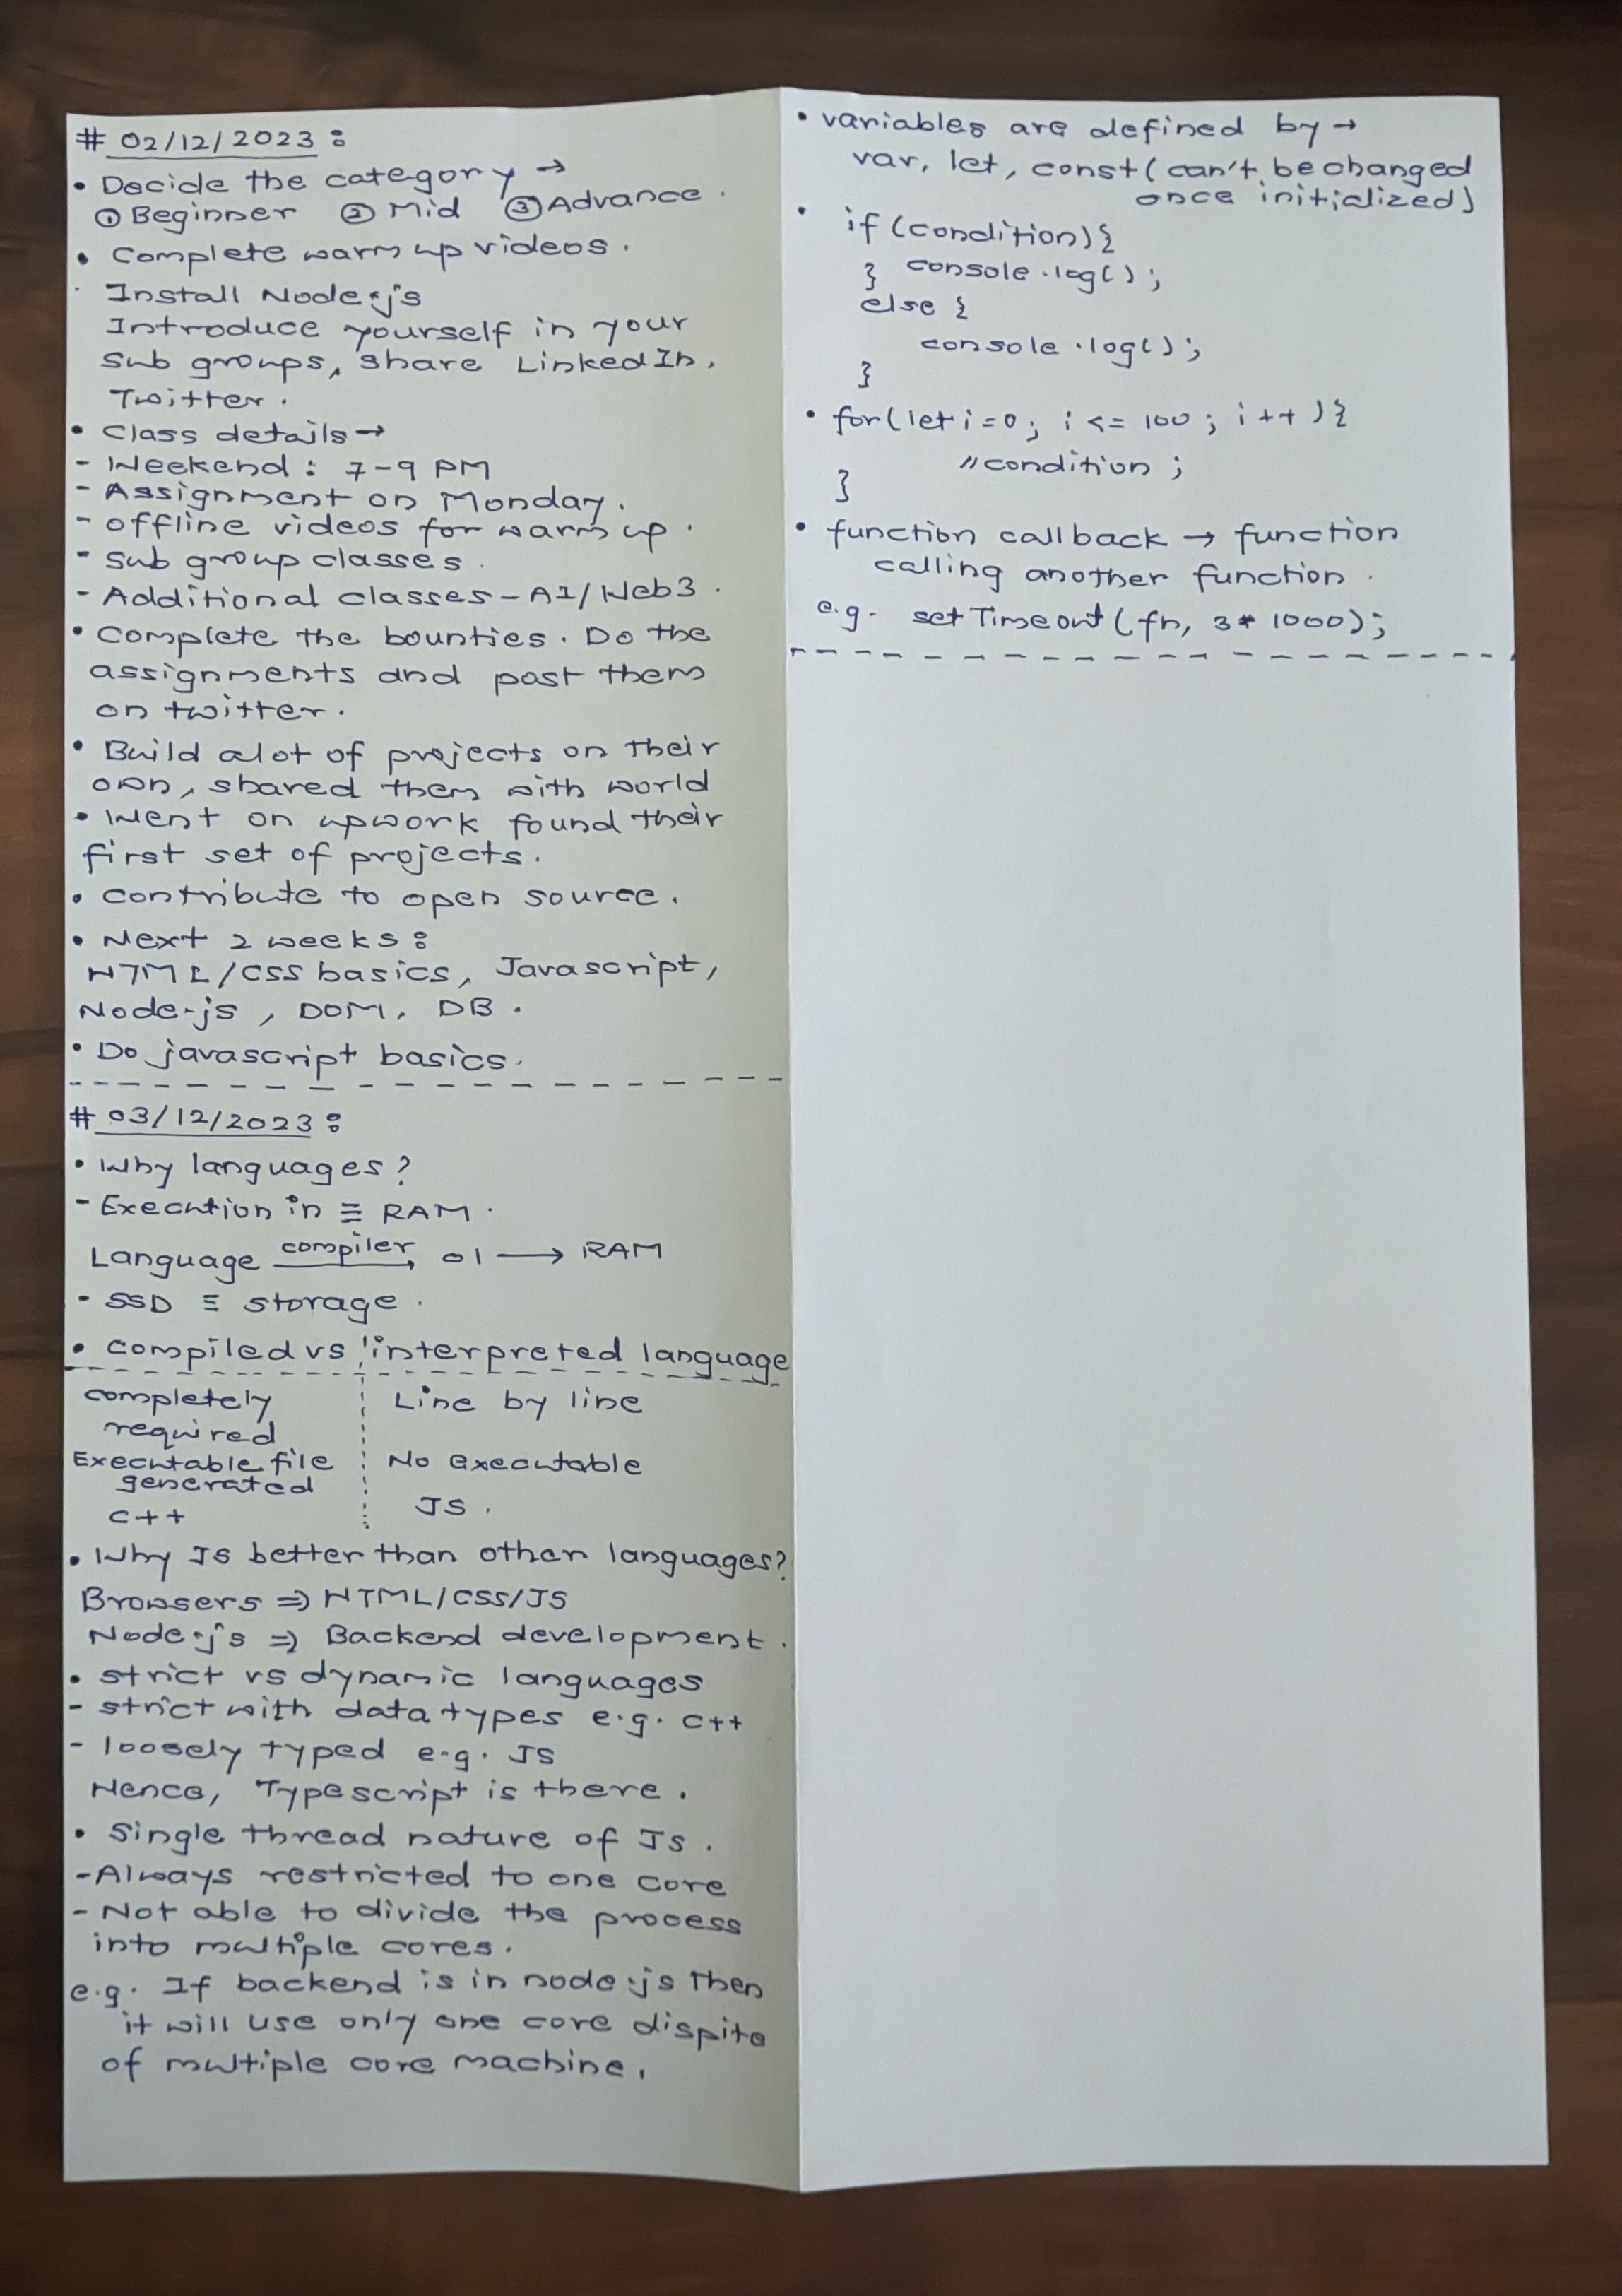 # 02/12/2023 :
• Decide the category →
① Beginner ② Mid ③ Advance.
• Complete warm up videos.
Install Node.js
Introduce yourself in your
sub groups, share LinkedIn,
Twitter.
• Class details →
- Weekend : 7-9 PM
- Assignment on Monday.
- offline videos for warm up.
- sub group classes.
- Additional classes - AI/Web3.
• Complete the bounties. Do the
assignments and post them
on twitter.
• Build alot of projects on their
own, shared them with world
• Went on upwork found their
first set of projects.
• Contribute to open source.
• Next 2 weeks :
HTML/CSS basics, Javascript,
Node.js, DOM, DB.
• Do javascript basics.
# 03/12/2023 :
• Why languages?
- Execution in ≡ RAM.
Language compiler→ 01 → RAM
- SSD ≡ storage.
• Compiled vs interpreted language
completely Line by line
required
Executable file No executable
generated
C++ JS.
• Why JS better than other languages?
Browsers ⇒ HTML/CSS/JS
Node.js ⇒ Backend development.
• strict vs dynamic languages
- strict with data types e.g. C++
- loosely typed e.g. JS
Hence, Typescript is there.
• Single thread nature of JS.
- Always restricted to one core
- Not able to divide the process
into multiple cores.
e.g. If backend is in node.js then
it will use only one core dispite
of multiple core machine.
• variables are defined by →
var, let, const (can't be changed
once initialized)
• if (condition) {
} console.log();
else {
console.log();
}
• for(let i=0; i <= 100; i++){
//condition;
}
• function callback → function
calling another function.
e.g. setTimeout(fn, 3*1000);